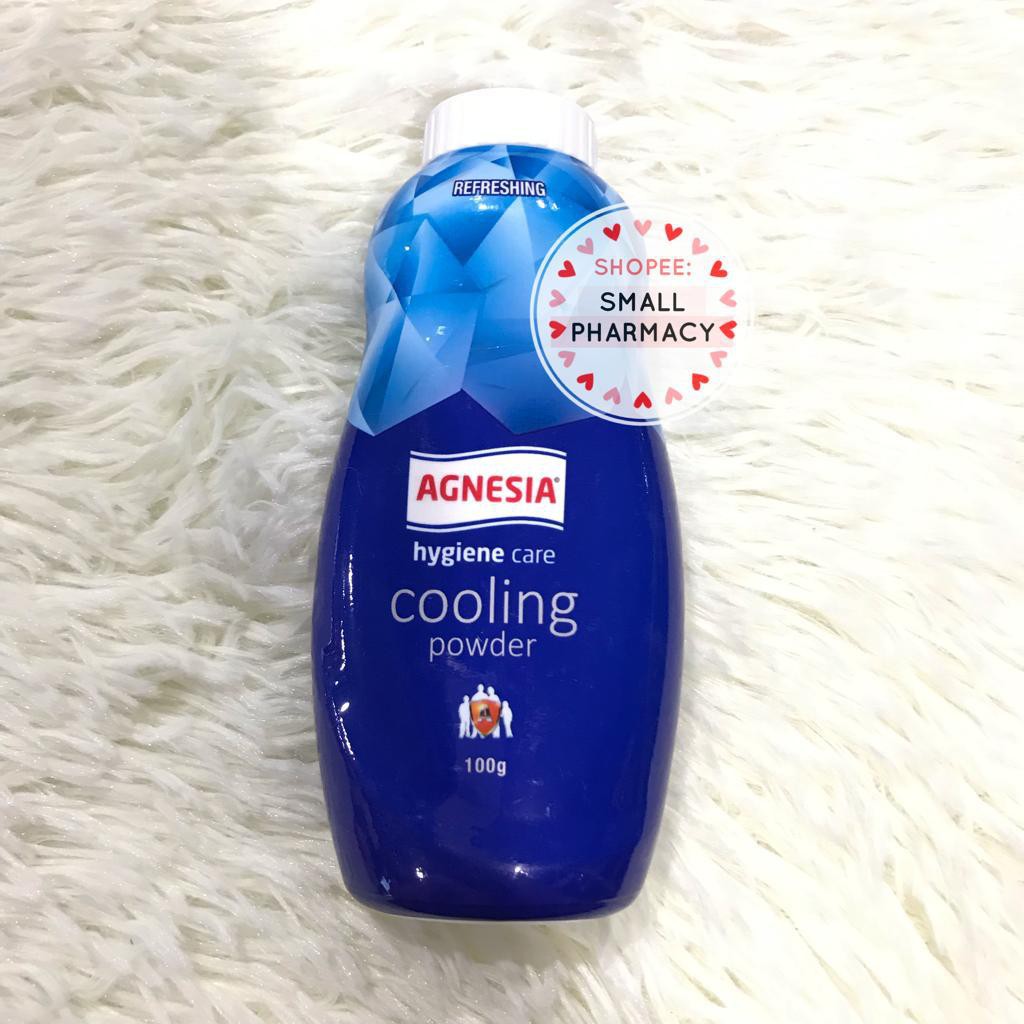 REFRESHING
SHOPEE:
SMALL
PHARMACY
AGNESIA®
hygiene care
cooling
powder
100g